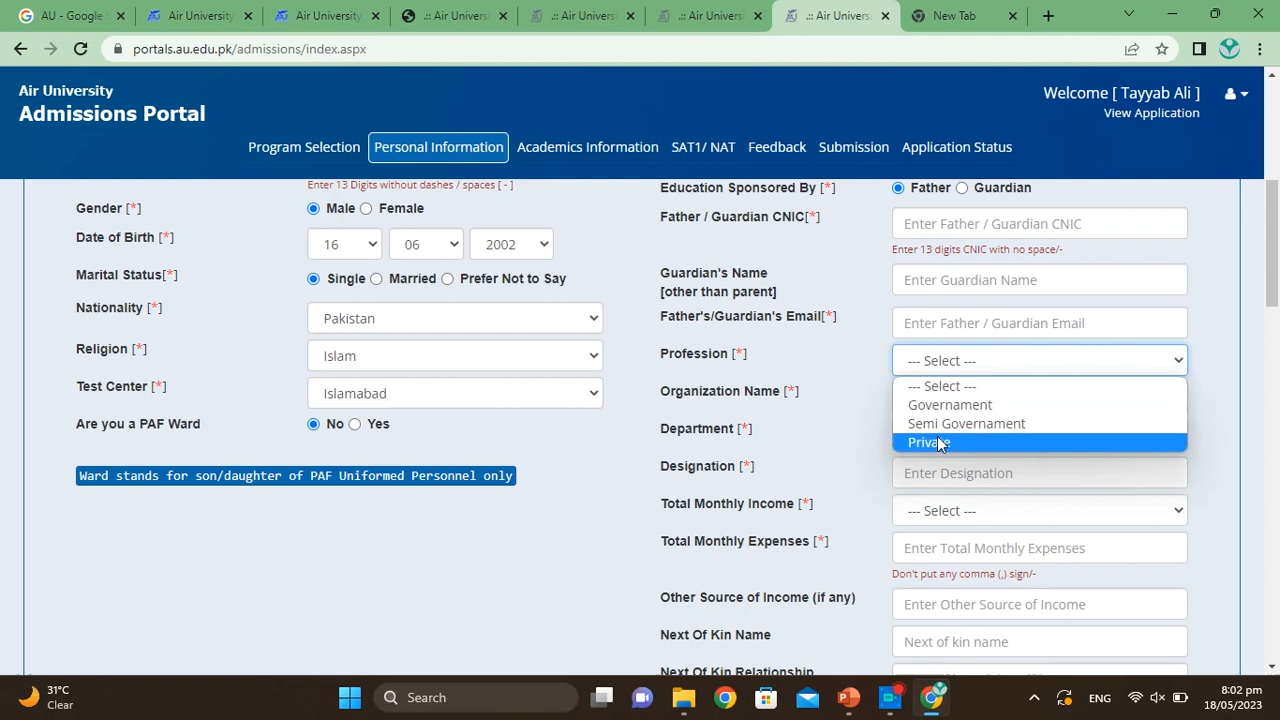 AU - Google S
Air University
Air University
.:: Air Univers
.:: Air Univers
.:: Air Univers
.:: Air Univers
New Tab
portals.au.edu.pk/admissions/index.aspx
Air University
Admissions Portal
Welcome [ Tayyab Ali ]
View Application
Program Selection
Personal Information
Academics Information
SAT1/ NAT
Feedback
Submission
Application Status
Enter 13 Digits without dashes / spaces [ - ]
Gender [*]
Male
Female
Date of Birth [*]
16
06
2002
Marital Status[*]
Single
Married
Prefer Not to Say
Nationality [*]
Pakistan
Religion [*]
Islam
Test Center [*]
Islamabad
Are you a PAF Ward
No
Yes
Ward stands for son/daughter of PAF Uniformed Personnel only
Education Sponsored By [*]
Father
Guardian
Father / Guardian CNIC[*]
Enter Father / Guardian CNIC
Enter 13 digits CNIC with no space/-
Guardian's Name
[other than parent]
Enter Guardian Name
Father's/Guardian's Email[*]
Enter Father / Guardian Email
Profession [*]
--- Select ---
--- Select ---
Governament
Semi Governament
Private
Organization Name [*]
Department [*]
Designation [*]
Enter Designation
Total Monthly Income [*]
--- Select ---
Total Monthly Expenses [*]
Enter Total Monthly Expenses
Don't put any comma (,) sign/-
Other Source of Income (if any)
Enter Other Source of Income
Next Of Kin Name
Next of kin name
Next Of Kin Relationship
31°C
Clear
Search
ENG
8:02 pm
18/05/2023